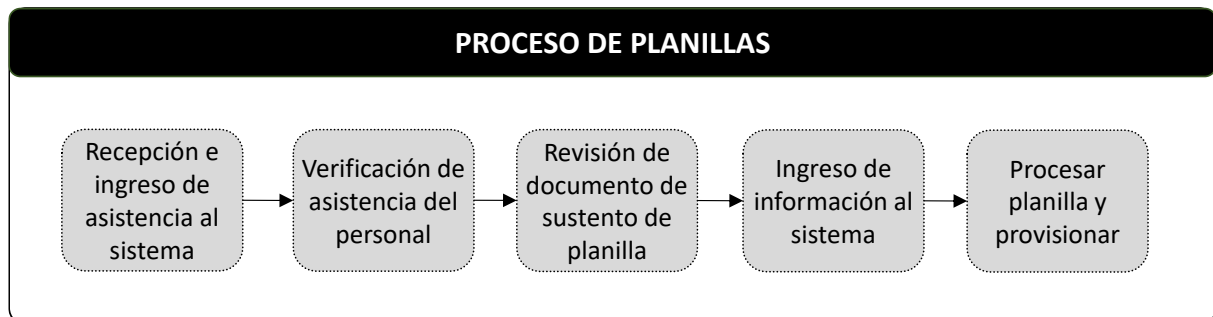 PROCESO DE PLANILLAS
Recepción e
ingreso de
asistencia al
sistema
Verificación de
asistencia del
personal
Revisión de
documento de
sustento de
planilla
Ingreso de
información al
sistema
Procesar
planilla y
provisionar